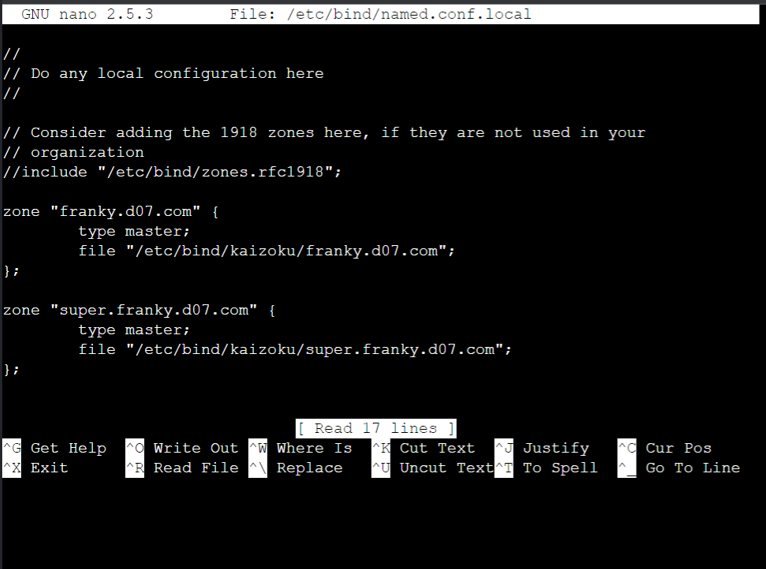 GNU nano 2.5.3 File: /etc/bind/named.conf.local
//
// Do any local configuration here
//
// Consider adding the 1918 zones here, if they are not used in your
// organization
//include "/etc/bind/zones.rfc1918";
zone "franky.d07.com" {
        type master;
        file "/etc/bind/kaizoku/franky.d07.com";
};
zone "super.franky.d07.com" {
        type master;
        file "/etc/bind/kaizoku/super.franky.d07.com";
};
[ Read 17 lines ]
^G Get Help ^O Write Out ^W Where Is ^K Cut Text ^J Justify ^C Cur Pos
^X Exit ^R Read File ^\ Replace ^U Uncut Text ^T To Spell ^_ Go To Line